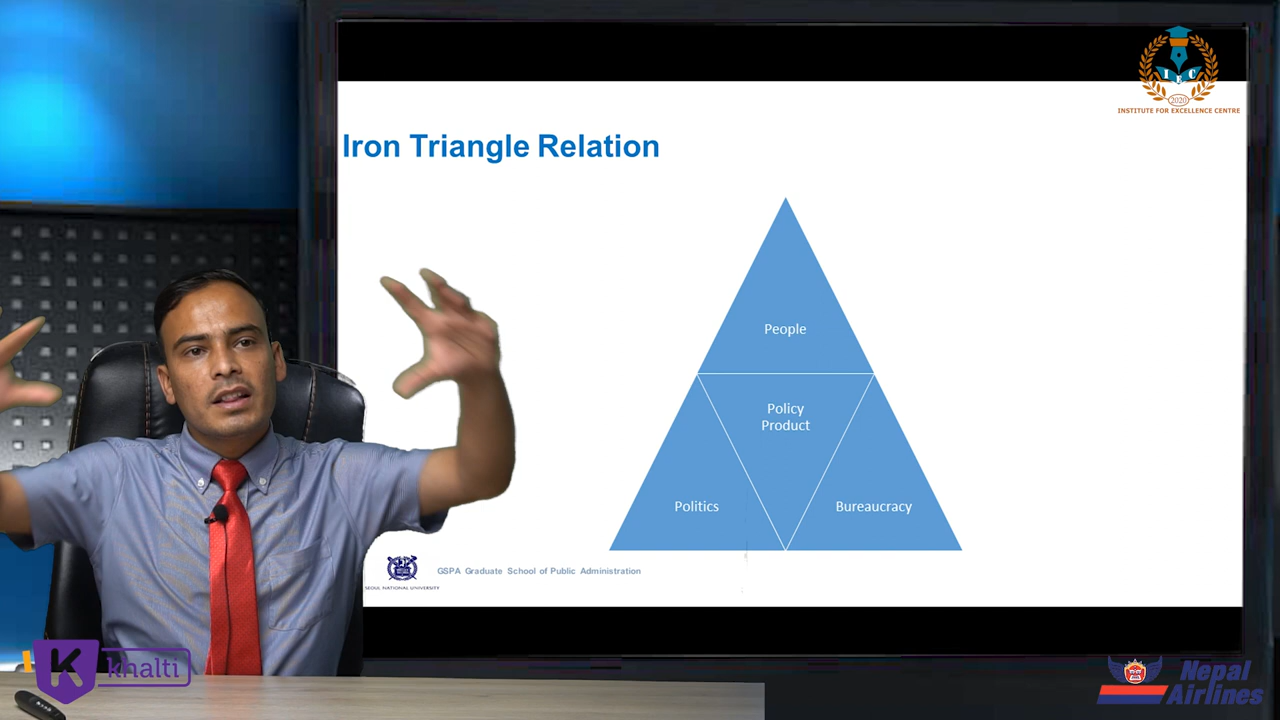 I E C
2020
INSTITUTE FOR EXCELLENCE CENTRE
Iron Triangle Relation
People
Policy
Product
Politics
Bureaucracy
SEOUL NATIONAL UNIVERSITY
GSPA Graduate School of Public Administration
K khalti
Nepal
Airlines